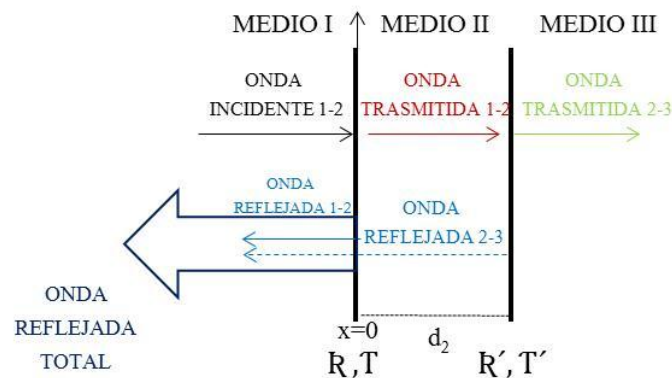 MEDIO I
MEDIO II
MEDIO III
ONDA
INCIDENTE 1-2
ONDA
TRASMITIDA 1-2
ONDA
TRASMITIDA 2-3
ONDA
REFLEJADA 1-2
ONDA
REFLEJADA 2-3
ONDA
REFLEJADA
TOTAL
x=0
d₂
R ,T
R´, T´